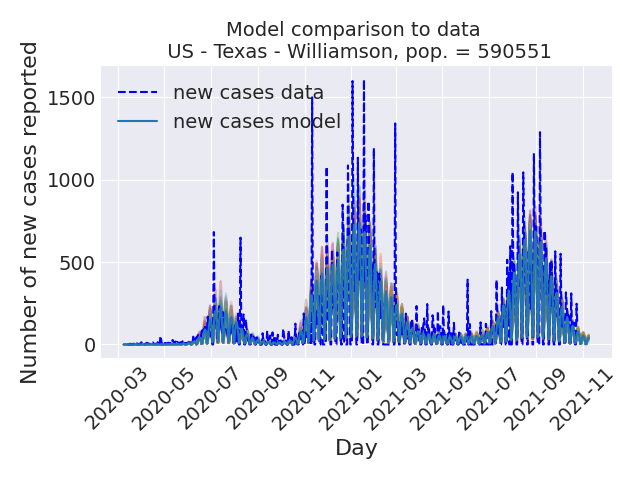 Model comparison to data
US - Texas - Williamson, pop. = 590551
Number of new cases reported
1500
1000
500
0
new cases data
new cases model
2020-03
2020-05
2020-07
2020-09
2020-11
2021-01
2021-03
2021-05
2021-07
2021-09
2021-11
Day